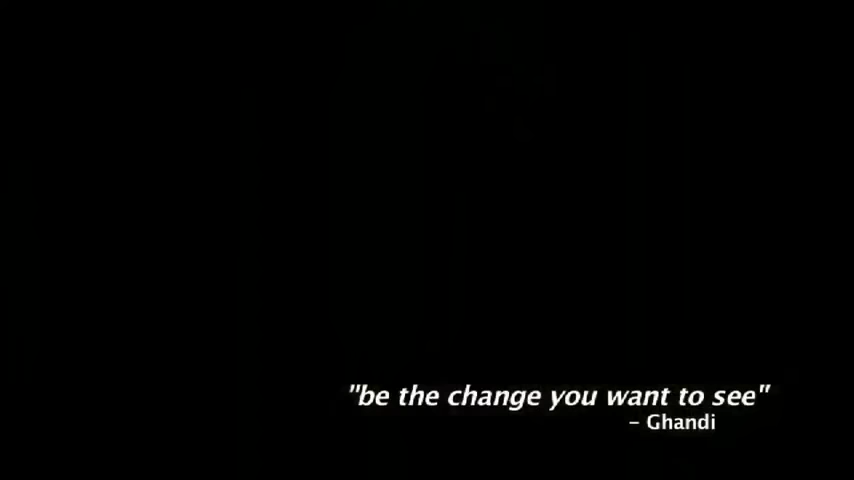 "be the change you want to see"
– Ghandi